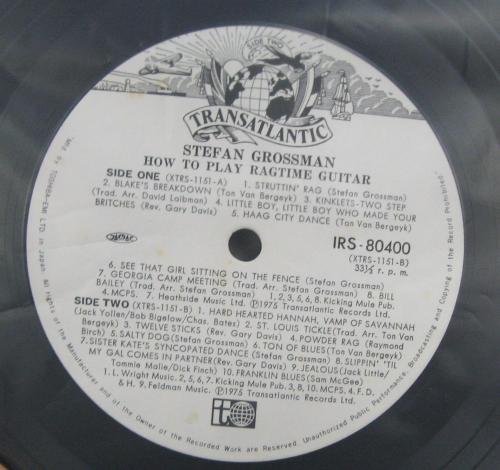 SIDE TWO
TRANSATLANTIC
STEFAN GROSSMAN
HOW TO PLAY RAGTIME GUITAR
SIDE ONE (XTRS-1151-A) 1. STRUTTIN' RAG (Stefan Grossman)
2. BLAKE'S BREAKDOWN (Ton Van Bergeyk) 3. KINKLETS-TWO STEP
(Trad. Arr. David Laibman) 4. LITTLE BOY, LITTLE BOY WHO MADE YOUR
BRITCHES (Rev. Gary Davis) 5. HAAG CITY DANCE (Ton Van Bergeyk)
IRS-80400
(XTRS-1151-B)
33⅓ r. p. m.
6. SEE THAT GIRL SITTING ON THE FENCE (Stefan Grossman)
7. GEORGIA CAMP MEETING (Trad. Arr. Stefan Grossman) 8. BILL
BAILEY (Trad. Arr. Stefan Grossman) 1, 2, 3, 5, 6, 8. Kicking Mule Pub.
4. MCPS. 7. Heathside Music Ltd. ℗1975 Transatlantic Records Ltd.
SIDE TWO (XTRS-1151-B) 1. HARD HEARTED HANNAH, VAMP OF SAVANNAH
(Jack Yollen/Bob Bigelow/Chas. Bates) 2. ST. LOUIS TICKLE (Trad. Arr. Ton Van
Bergeyk) 3. TWELVE STICKS (Rev. Gary Davis) 4. POWDER RAG (Raymond
Birch) 5. SALTY DOG (Stefan Grossman) 6. TON OF BLUES (Ton Van Bergeyk)
7. SISTER KATE'S SYNCOPATED DANCE (Stefan Grossman) 8. SLIPPIN' 'TIL
MY GAL COMES IN PARTNER (Rev. Gary Davis) 9. JEALOUS (Jack Little/
Tommie Malie/Dick Finch) 10. FRANKLIN BLUES (Sam McGee)
1. L. Wright Music. 2, 5, 6, 7. Kicking Mule Pub. 3, 8, 10. MCPS. 4. F.D.
& H. 9. Feldman Music. ℗1975 Transatlantic Records Ltd.
Mfd. by TOSHIBA-EMI LTD. in Japan. All rights of the Manufacturer and of the Owner of the Recorded Work are Reserved. Unauthorized Public Performance, Broadcasting and Copying of the Record Prohibited.